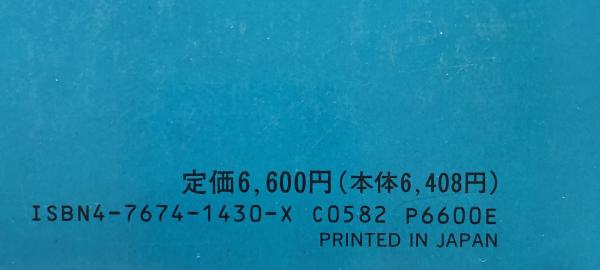 定価6,600円(本体6,408円)
ISBN4-7674-1430-X C0582 P6600E
PRINTED IN JAPAN